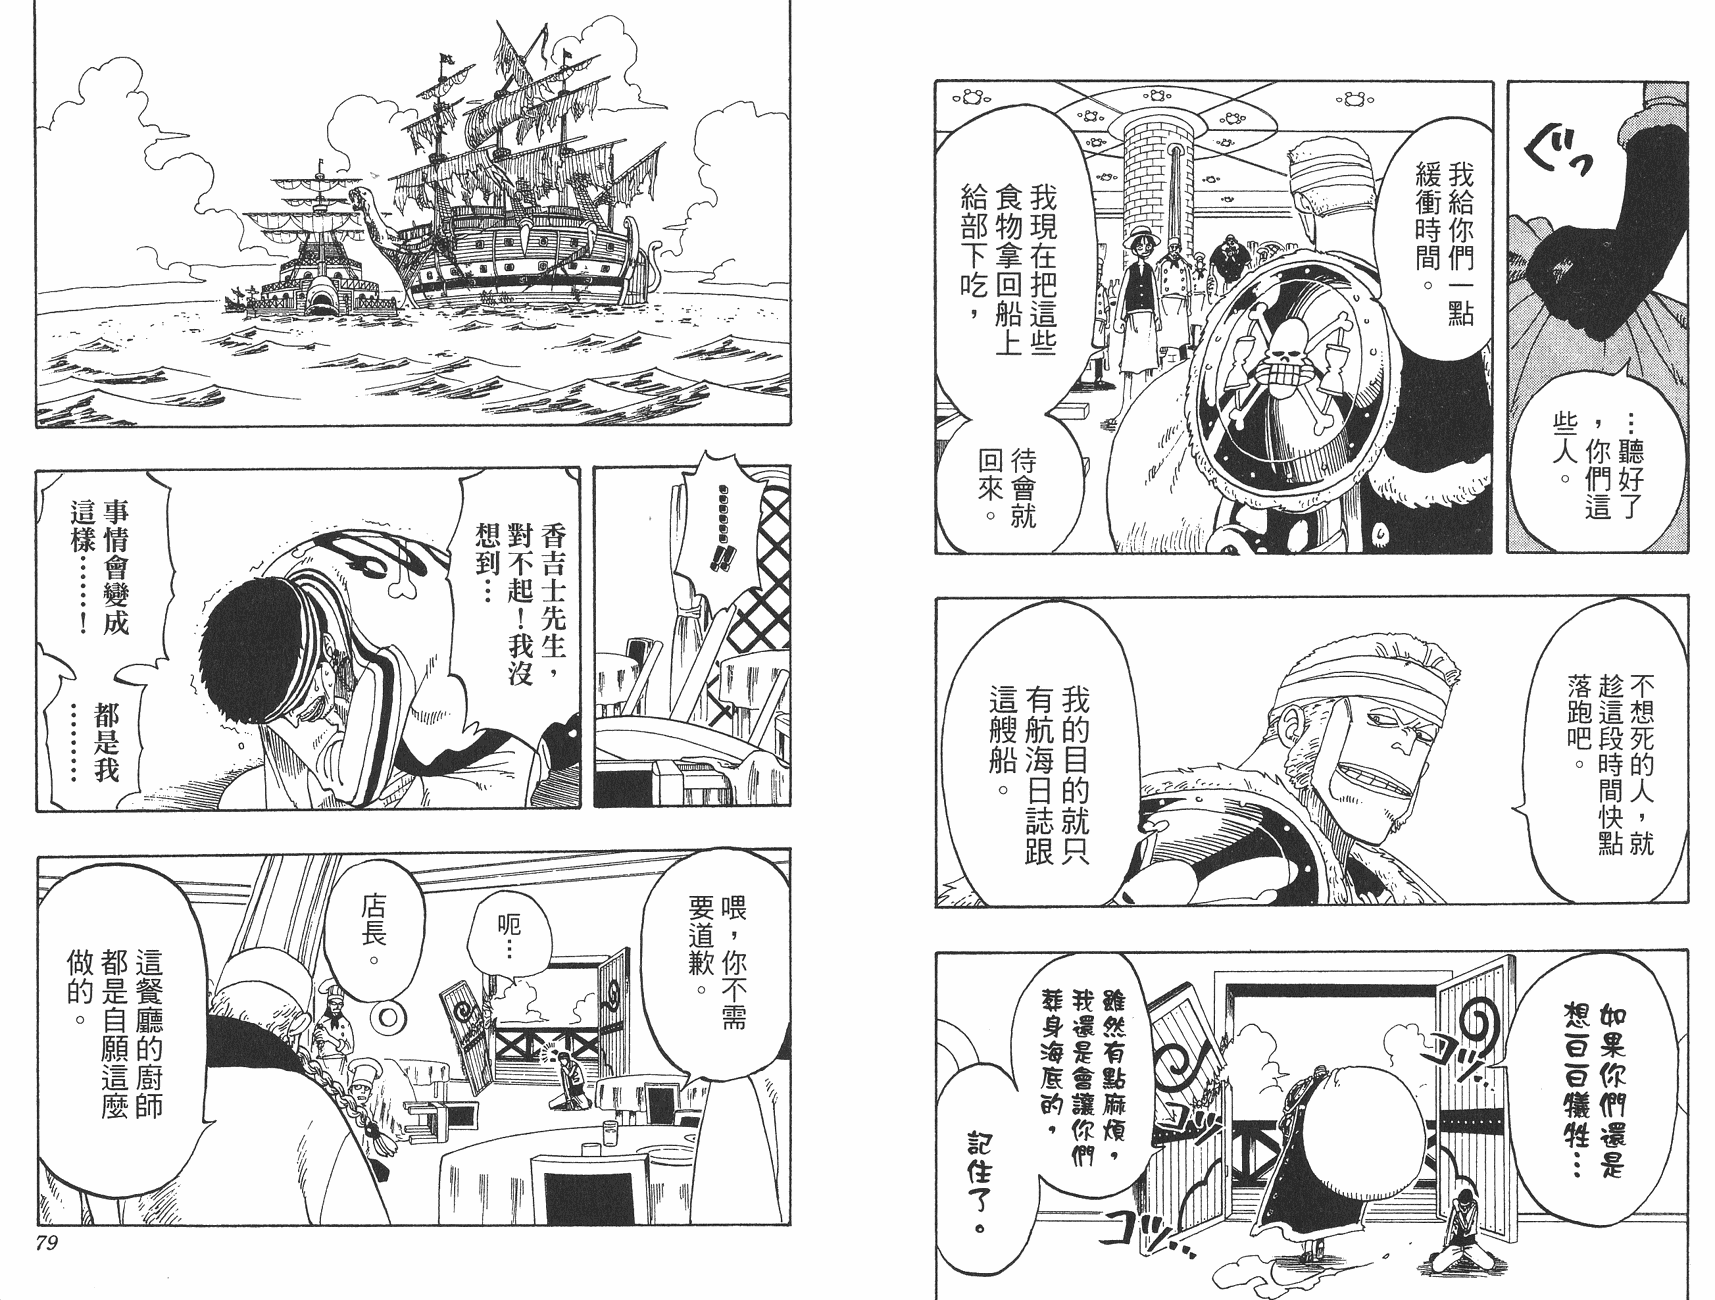 ぐっ
…聽好了
，你們這
些人。
我給你們一點
緩衝時間。
我現在把這些
食物拿回船上
給部下吃，
待會就
回來。
不想死的人，就
趁這段時間快點
落跑吧。
我的目的就只
有航海日誌跟
這艘船。
如果你們還是
想白白犧牲…
コツ…
コツ…
コツ…
雖然有點麻煩，
我還是會讓你們
葬身海底的，
記住了。
………!!
香吉士先生，
對不起！我沒
想到…
事情會變成
這樣………！
都是我
………
喂，你不需
要道歉。
呃…
店長。
這餐廳的廚師
都是自願這麼
做的。
79